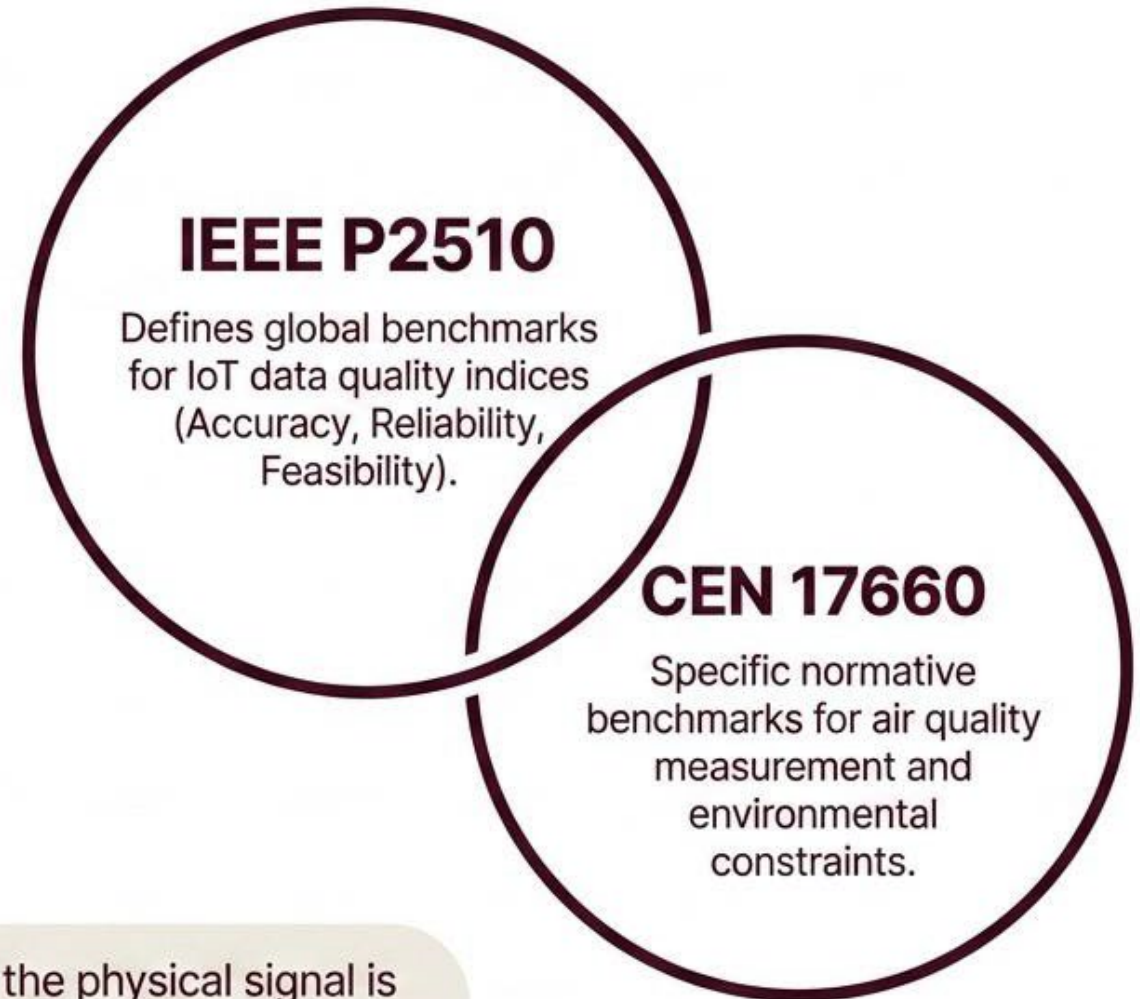 IEEE P2510
Defines global benchmarks
for IoT data quality indices
(Accuracy, Reliability,
Feasibility).
CEN 17660
Specific normative
benchmarks for air quality
measurement and
environmental
constraints.
the physical signal is